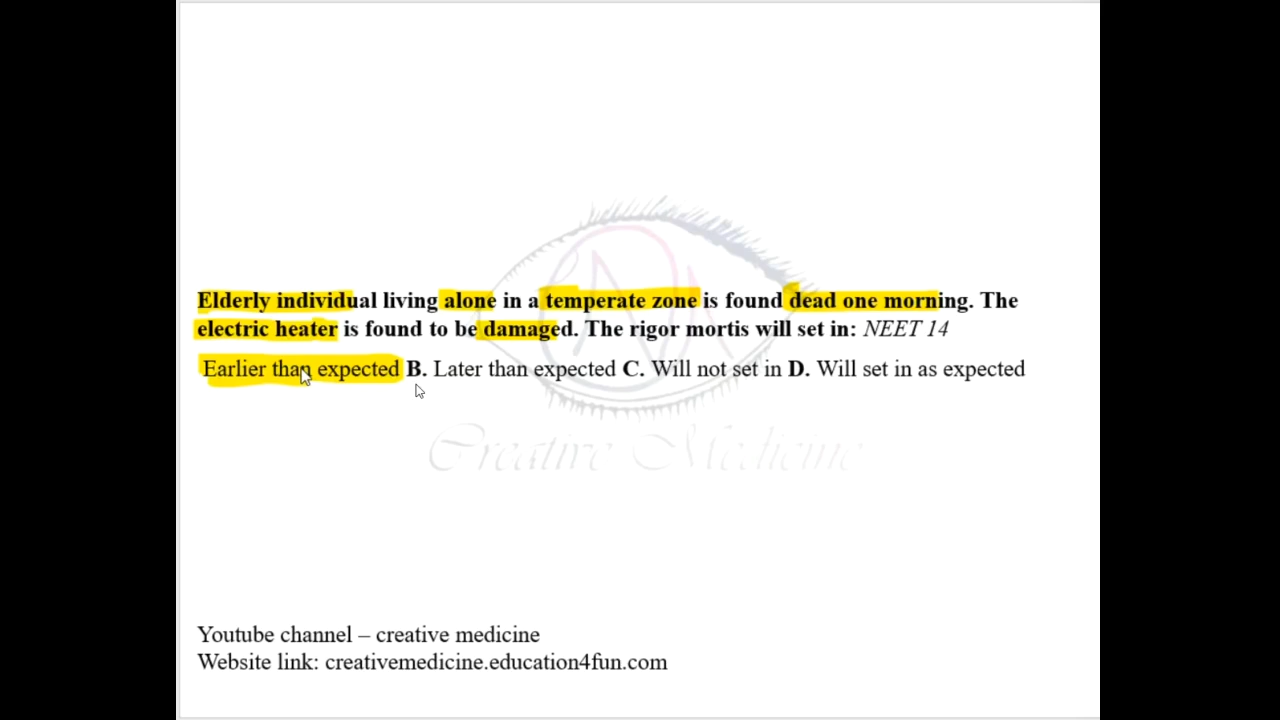 Elderly individual living alone in a temperate zone is found dead one morning. The
electric heater is found to be damaged. The rigor mortis will set in: NEET 14
Earlier than expected B. Later than expected C. Will not set in D. Will set in as expected
Creative Medicine
Youtube channel – creative medicine
Website link: creativemedicine.education4fun.com